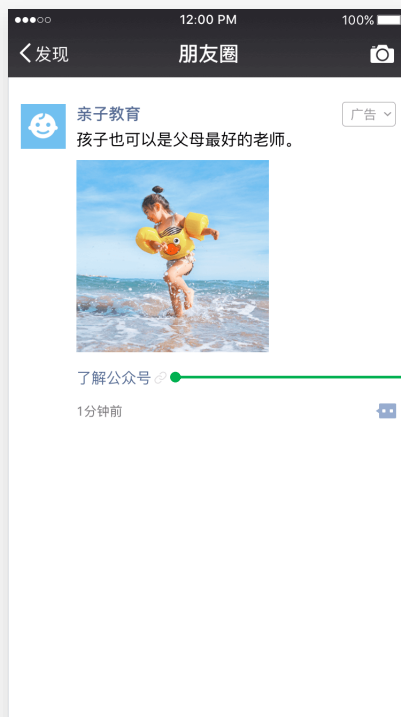 12:00 PM
100%
发现
朋友圈
亲子教育
广告
孩子也可以是父母最好的老师。
了解公众号
1分钟前